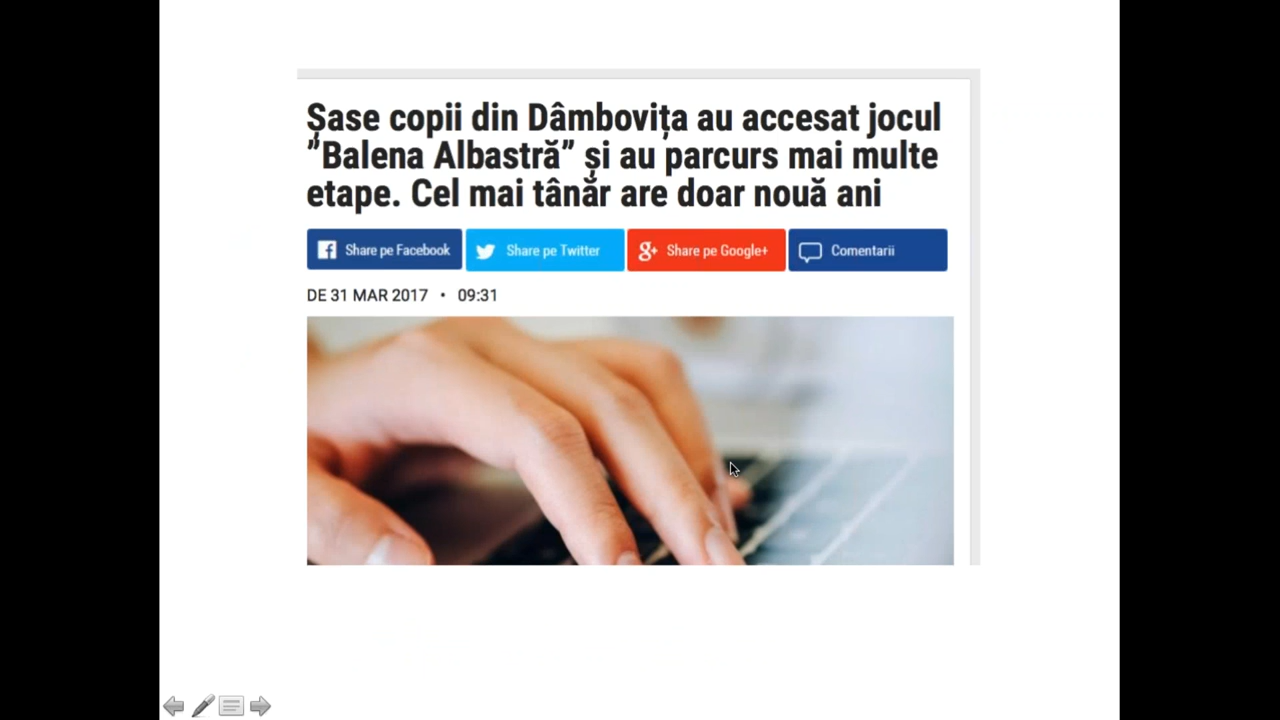 Șase copii din Dâmbovița au accesat jocul
”Balena Albastră” și au parcurs mai multe
etape. Cel mai tânăr are doar nouă ani
Share pe Facebook Share pe Twitter Share pe Google+ Comentarii
DE 31 MAR 2017 • 09:31